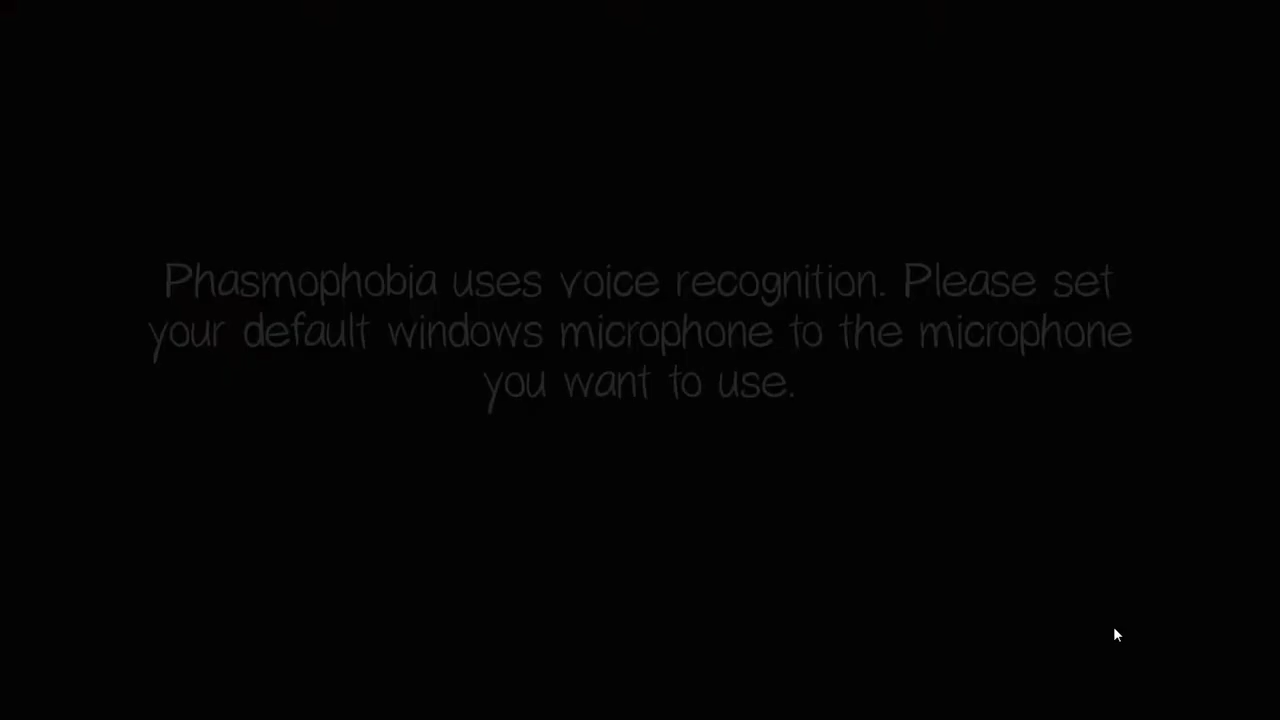 Phasmophobia uses voice recognition. Please set
your default windows microphone to the microphone
you want to use.